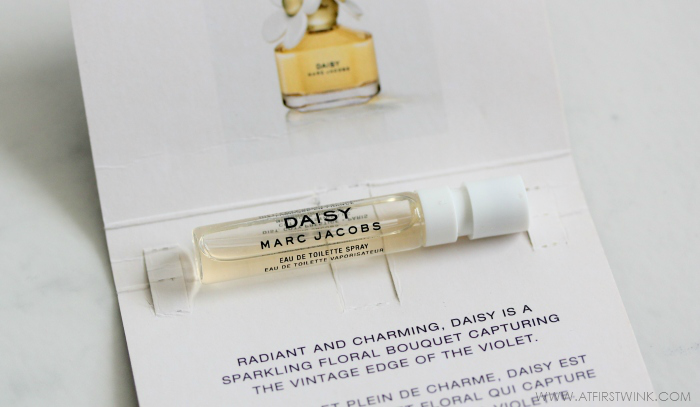 DAISY
MARC JACOBS
DAISY
MARC JACOBS
EAU DE TOILETTE SPRAY
EAU DE TOILETTE VAPORISATEUR
RADIANT AND CHARMING, DAISY IS A
SPARKLING FLORAL BOUQUET CAPTURING
THE VINTAGE EDGE OF THE VIOLET.
ET PLEIN DE CHARME, DAISY EST
FLORAL QUI CAPTURE
WWW.ATFIRSTWINK.COM